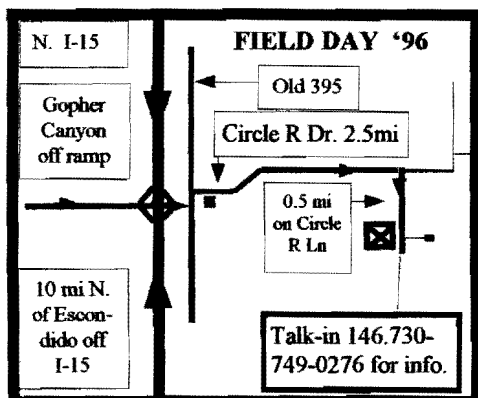 N. I-15
FIELD DAY ‘96
Old 395
Gopher
Canyon
off ramp
Circle R Dr. 2.5mi
0.5 mi
on Circle
R Ln
10 mi N.
of Escon-
dido off
I-15
Talk-in 146.730-
749-0276 for info.